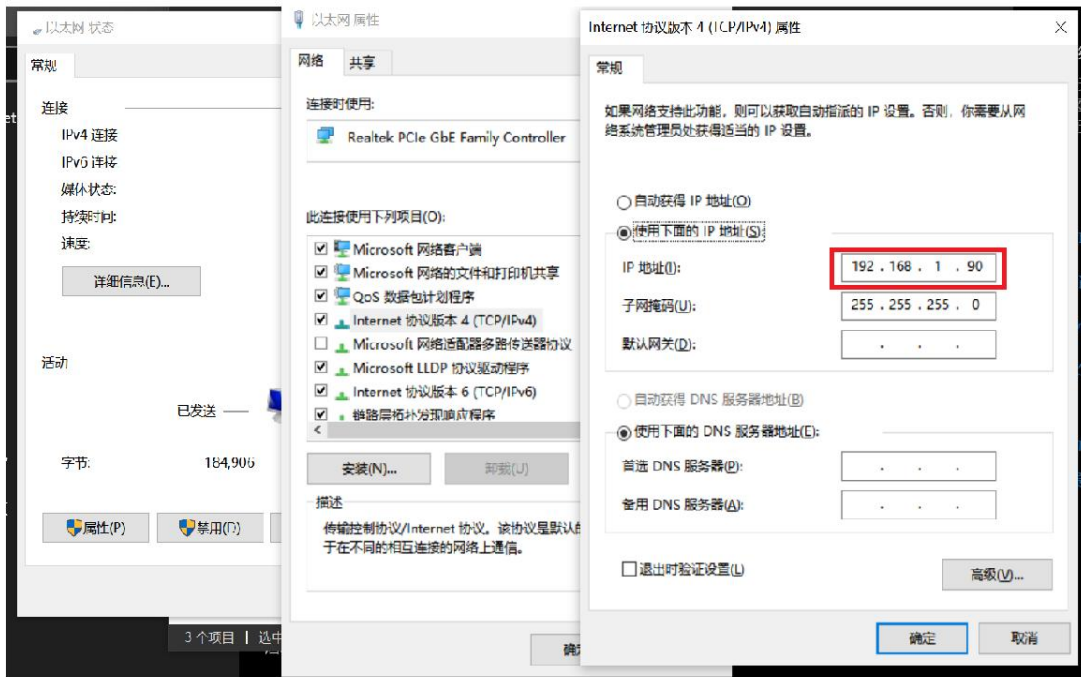 以太网 状态
常规
连接
IPv4 连接
IPv6 连接
媒体状态:
持续时间:
速度:
详细信息(E)...
活动
已发送
字节:
184,906
属性(P)
禁用(D)
3 个项目
选中
以太网 属性
网络
共享
连接时使用:
Realtek PCIe GbE Family Controller
此连接使用下列项目(O):
Microsoft 网络客户端
Microsoft 网络的文件和打印机共享
QoS 数据包计划程序
Internet 协议版本 4 (TCP/IPv4)
Microsoft 网络适配器多路传送器协议
Microsoft LLDP 协议驱动程序
Internet 协议版本 6 (TCP/IPv6)
链路层拓扑发现响应程序
安装(N)...
卸载(U)
描述
传输控制协议/Internet 协议。该协议是默认的
于在不同的相互连接的网络上通信。
确定
Internet 协议版本 4 (TCP/IPv4) 属性
常规
如果网络支持此功能，则可以获取自动指派的 IP 设置。否则，你需要从网
络系统管理员处获得适当的 IP 设置。
自动获得 IP 地址(O)
使用下面的 IP 地址(S):
IP 地址(I):
192 . 168 . 1 . 90
子网掩码(U):
255 . 255 . 255 . 0
默认网关(D):
. . .
自动获得 DNS 服务器地址(B)
使用下面的 DNS 服务器地址(E):
首选 DNS 服务器(P):
. . .
备用 DNS 服务器(A):
. . .
退出时验证设置(L)
高级(V)...
确定
取消